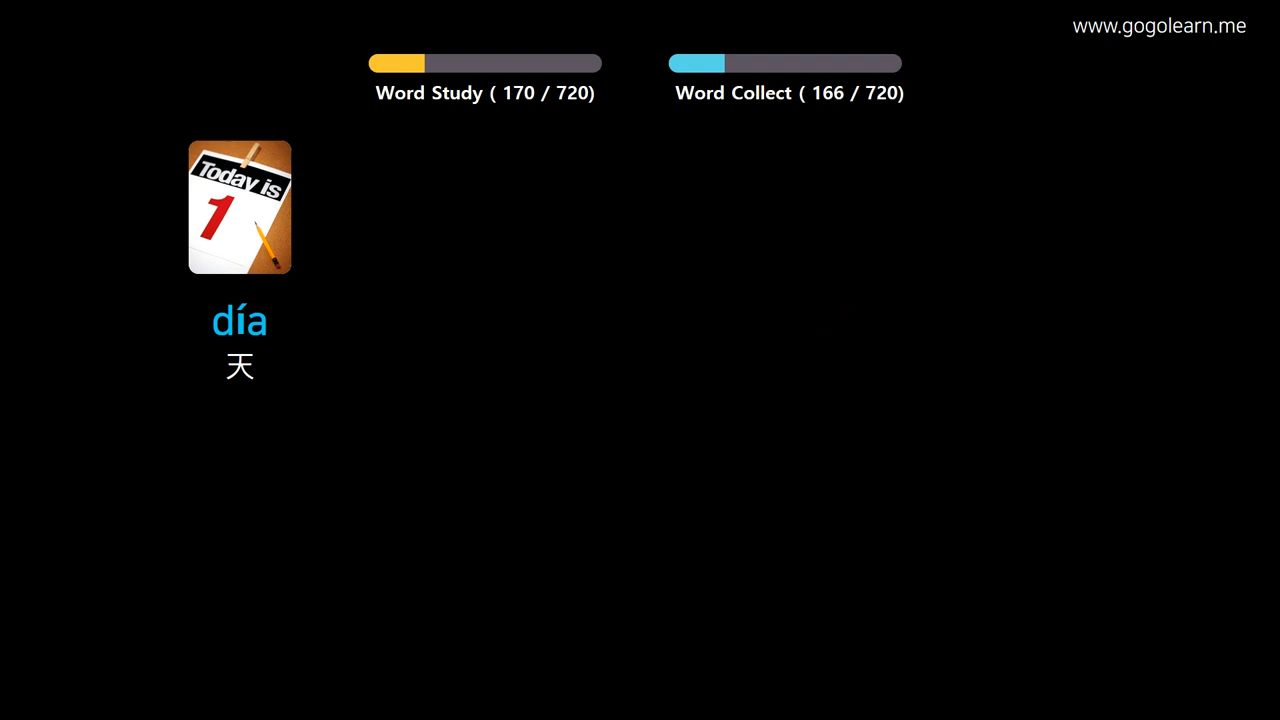 www.gogolearn.me
Word Study ( 170 / 720)
Word Collect ( 166 / 720)
Today is
1
día
天